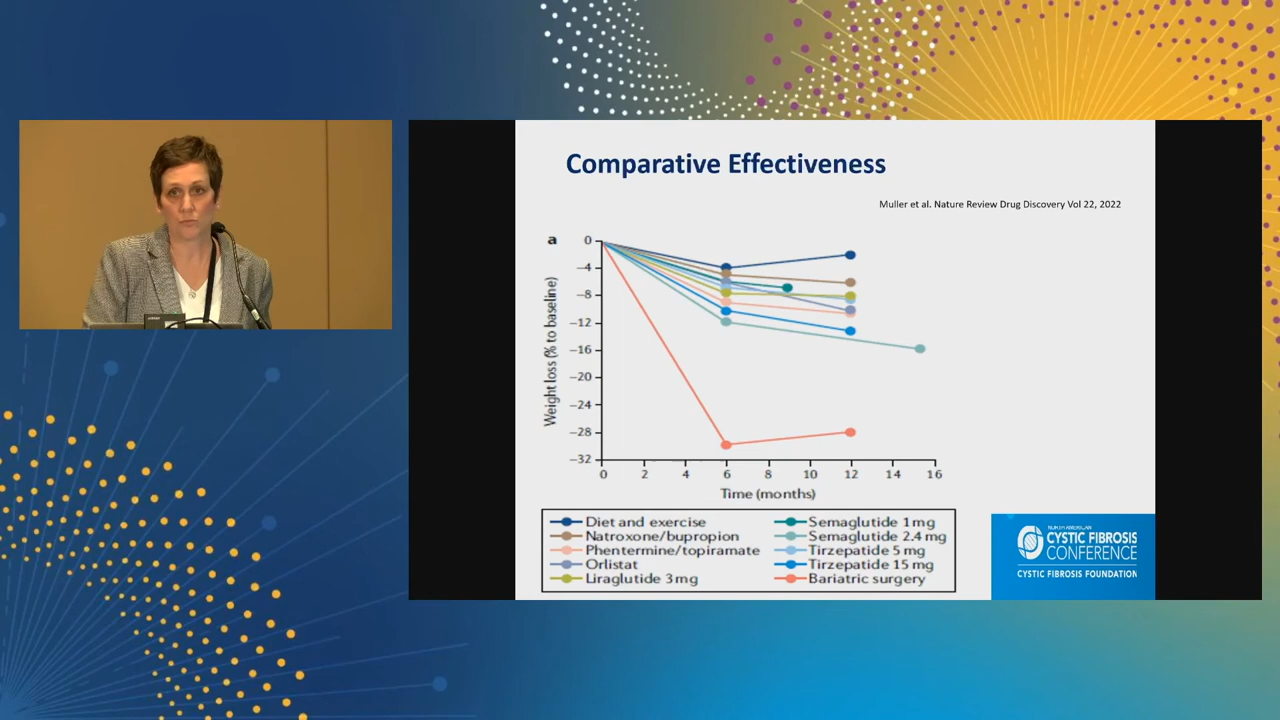 Comparative Effectiveness
Muller et al. Nature Review Drug Discovery Vol 22, 2022
a
Weight loss (% to baseline)
0
−4
−8
−12
−16
−20
−24
−28
−32
0 2 4 6 8 10 12 14 16
Time (months)
Diet and exercise
Natroxone/bupropion
Phentermine/topiramate
Orlistat
Liraglutide 3 mg
Semaglutide 1 mg
Semaglutide 2.4 mg
Tirzepatide 5 mg
Tirzepatide 15 mg
Bariatric surgery
NORTH AMERICAN
CYSTIC FIBROSIS
CONFERENCE
CYSTIC FIBROSIS FOUNDATION